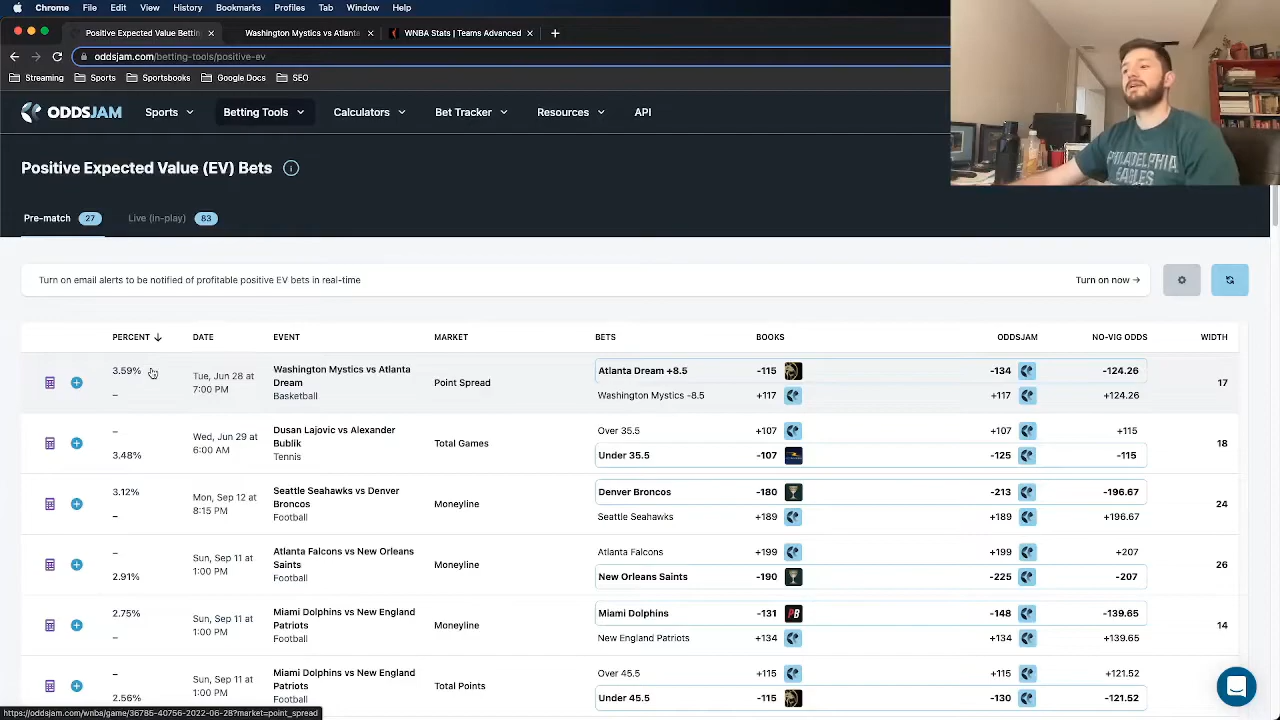 Chrome File Edit View History Bookmarks Profiles Tab Window Help
Positive Expected Value Bettin × Washington Mystics vs Atlanta × WNBA Stats | Teams Advanced × +
oddsjam.com/betting-tools/positive-ev
Streaming Sports Sportsbooks Google Docs SEO
ODDSJAM Sports Betting Tools Calculators Bet Tracker Resources API
Positive Expected Value (EV) Bets
Pre-match 27 Live (in-play) 83
Turn on email alerts to be notified of profitable positive EV bets in real-time Turn on now →
PERCENT ↓ DATE EVENT MARKET BETS BOOKS ODDSJAM NO-VIG ODDS WIDTH
3.59% Tue, Jun 28 at 7:00 PM Washington Mystics vs Atlanta Dream Basketball Point Spread Atlanta Dream +8.5 -115 -134 -124.26 17
– Washington Mystics -8.5 +117 +117 +124.26
– Wed, Jun 29 at 6:00 AM Dusan Lajovic vs Alexander Bublik Tennis Total Games Over 35.5 +107 +107 +115 18
3.48% Under 35.5 -107 -125 -115
3.12% Mon, Sep 12 at 8:15 PM Seattle Seahawks vs Denver Broncos Football Moneyline Denver Broncos -180 -213 -196.67 24
– Seattle Seahawks +189 +189 +196.67
– Sun, Sep 11 at 1:00 PM Atlanta Falcons vs New Orleans Saints Football Moneyline Atlanta Falcons +199 +199 +207 26
2.91% New Orleans Saints -190 -225 -207
2.75% Sun, Sep 11 at 1:00 PM Miami Dolphins vs New England Patriots Football Moneyline Miami Dolphins -131 PB -148 -139.65 14
– New England Patriots +134 +134 +139.65
– Sun, Sep 11 at 1:00 PM Miami Dolphins vs New England Patriots Football Total Points Over 45.5 +115 +115 +121.52 15
2.56% Under 45.5 -115 -130 -121.52
https://oddsjam.com/wnba/game/36785-40756-2022-06-28?market=point_spread
PHILADELPHIA
EAGLES